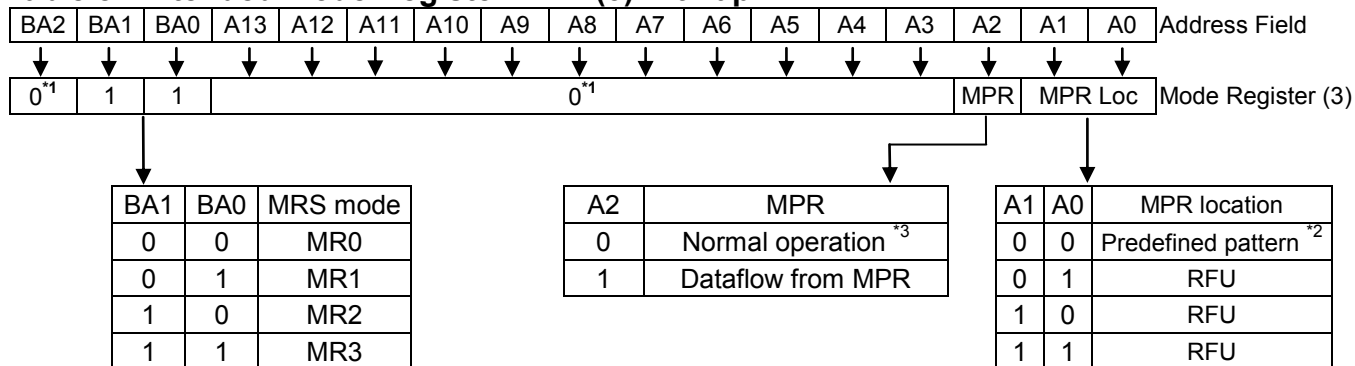 BA2 BA1 BA0 A13 A12 A11 A10 A9 A8 A7 A6 A5 A4 A3 A2 A1 A0 Address Field
0*1 1 1 0*1 MPR MPR Loc Mode Register (3)
BA1 BA0 MRS mode
0 0 MR0
0 1 MR1
1 0 MR2
1 1 MR3
A2 MPR
0 Normal operation *3
1 Dataflow from MPR
A1 A0 MPR location
0 0 Predefined pattern *2
0 1 RFU
1 0 RFU
1 1 RFU